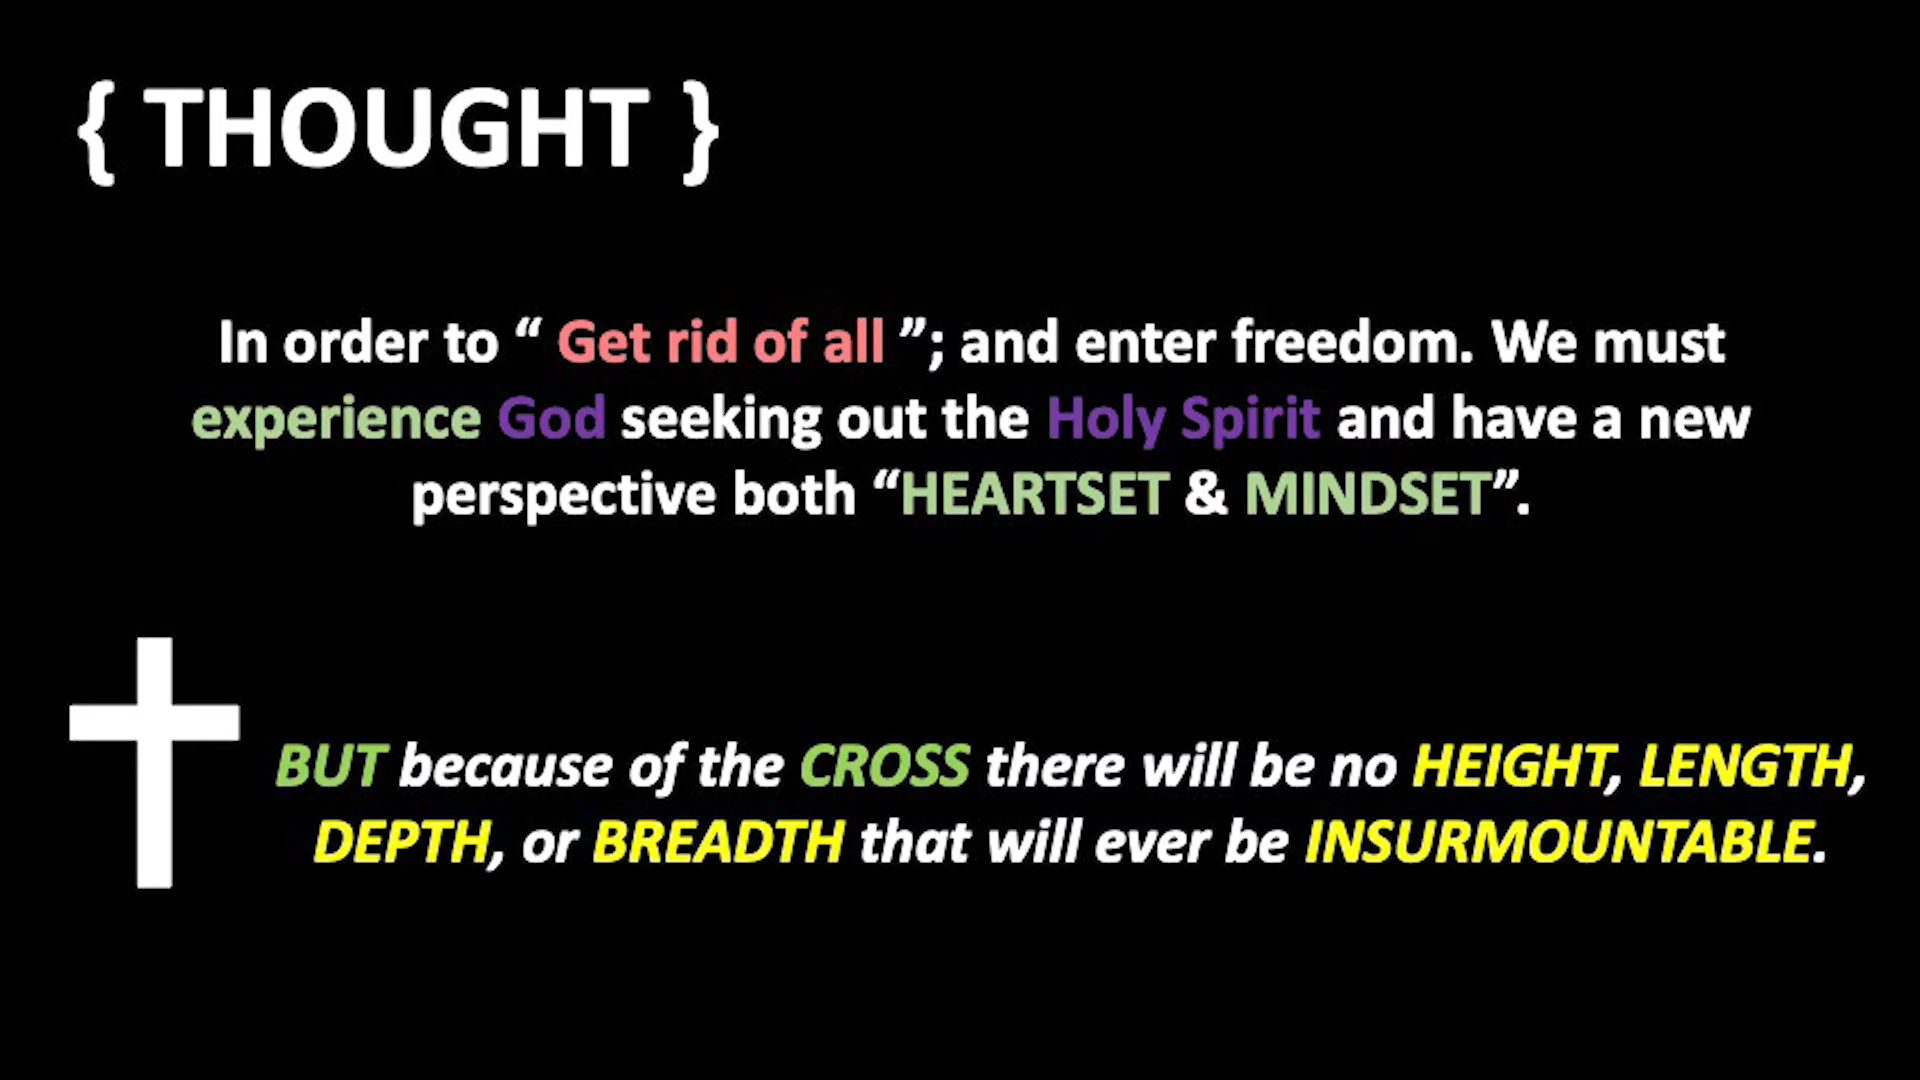 { THOUGHT }
In order to “ Get rid of all ”; and enter freedom. We must
experience God seeking out the Holy Spirit and have a new
perspective both “HEARTSET & MINDSET”.
BUT because of the CROSS there will be no HEIGHT, LENGTH,
DEPTH, or BREADTH that will ever be INSURMOUNTABLE.